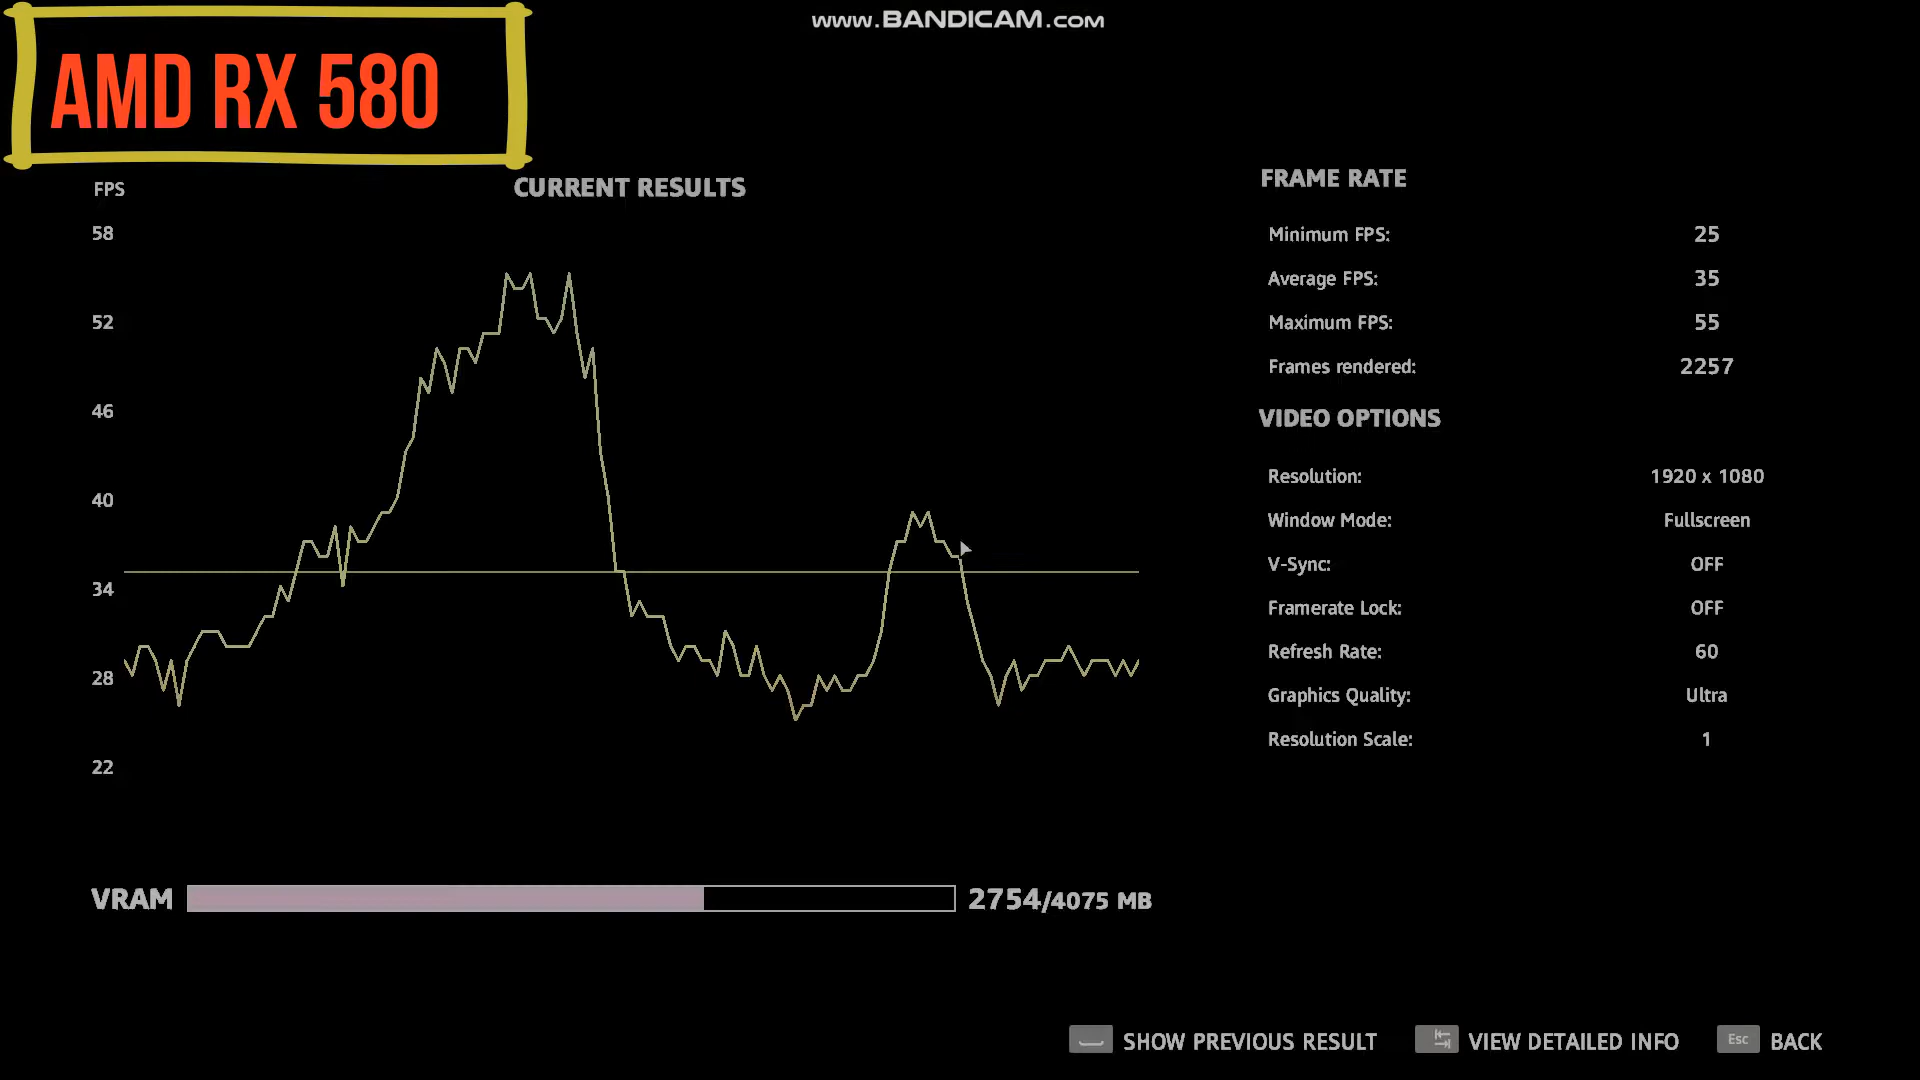 www.BANDICAM.com
AMD RX 580
FPS
CURRENT RESULTS
58
52
46
40
34
28
22
FRAME RATE
Minimum FPS: 25
Average FPS: 35
Maximum FPS: 55
Frames rendered: 2257
VIDEO OPTIONS
Resolution: 1920 x 1080
Window Mode: Fullscreen
V-Sync: OFF
Framerate Lock: OFF
Refresh Rate: 60
Graphics Quality: Ultra
Resolution Scale: 1
VRAM 2754/4075 MB
SHOW PREVIOUS RESULT VIEW DETAILED INFO Esc BACK